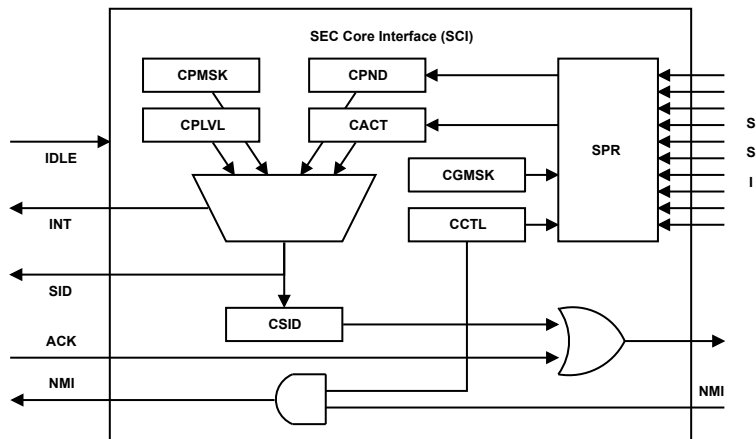 SEC Core Interface (SCI)
CPMSK
CPND
CPLVL
CACT
SPR
S
S
I
IDLE
CGMSK
INT
CCTL
SID
CSID
ACK
NMI
NMI